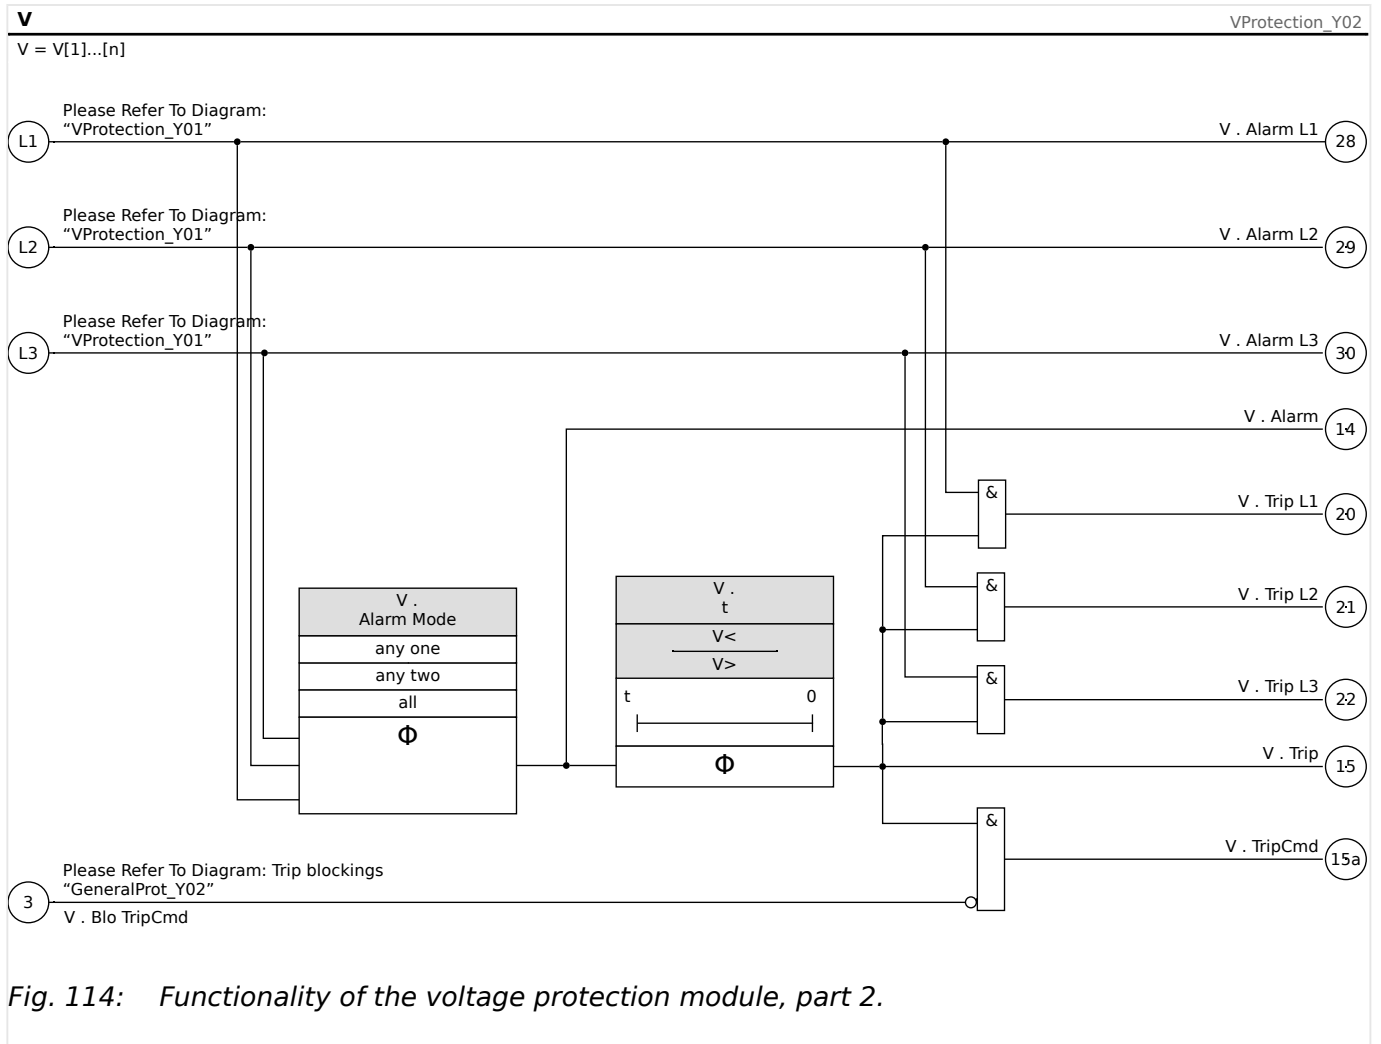 V
VProtection_Y02
V = V[1]...[n]
Please Refer To Diagram:
“VProtection_Y01”
L1
V . Alarm L1
28
Please Refer To Diagram:
“VProtection_Y01”
L2
V . Alarm L2
29
Please Refer To Diagram:
“VProtection_Y01”
L3
V . Alarm L3
30
V . Alarm
14
&
V . Trip L1
20
&
V . Trip L2
21
&
V . Trip L3
22
V .
Alarm Mode
any one
any two
all
Φ
V .
t
V<
V>
t 0
Φ
V . Trip
15
&
V . TripCmd
15a
Please Refer To Diagram: Trip blockings
“GeneralProt_Y02”
3
V . Blo TripCmd
Fig. 114: Functionality of the voltage protection module, part 2.